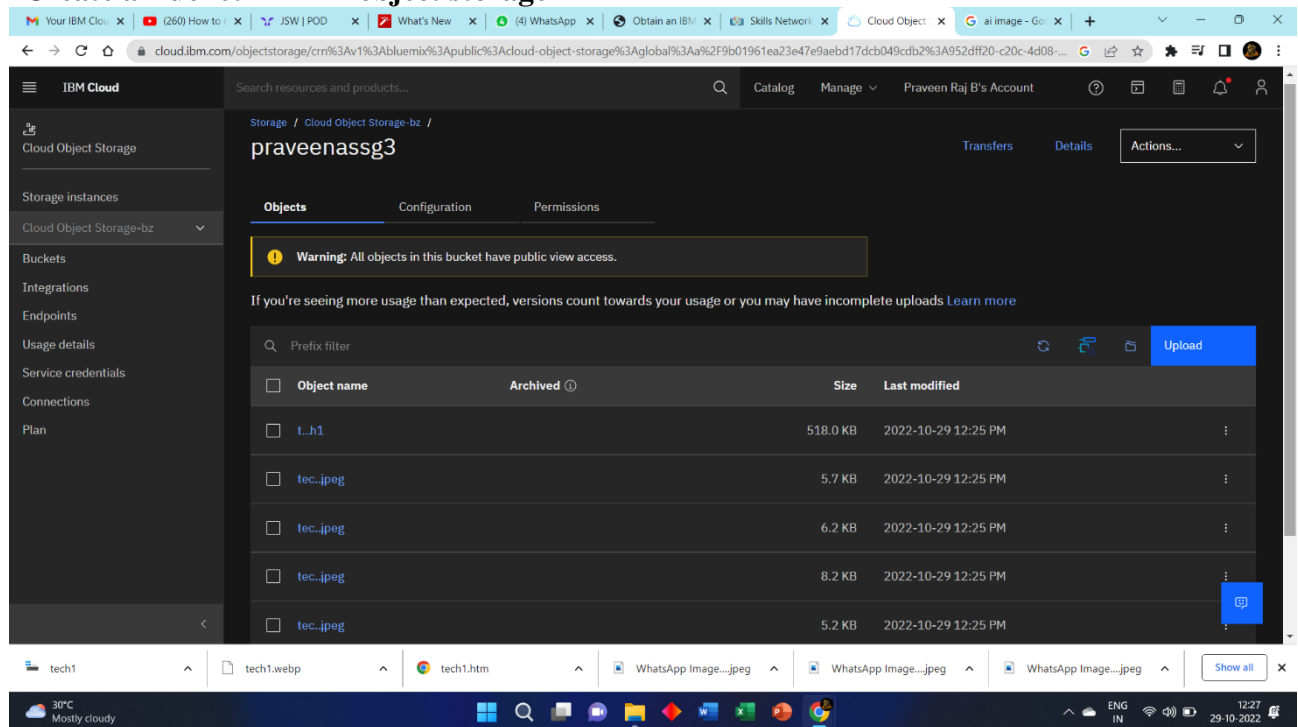 Your IBM Clou
(260) How to
JSW | POD
What's New
(4) WhatsApp
Obtain an IBM
Skills Network
Cloud Object
ai image - Goo
cloud.ibm.com/objectstorage/crn%3Av1%3Abluemix%3Apublic%3Acloud-object-storage%3Aglobal%3Aa%2F9b01961ea23e47e9aebd17dcb049cdb2%3A952dff20-c20c-4d08-...
IBM Cloud
Search resources and products...
Catalog
Manage
Praveen Raj B's Account
Cloud Object Storage
Storage instances
Cloud Object Storage-bz
Buckets
Integrations
Endpoints
Usage details
Service credentials
Connections
Plan
Storage / Cloud Object Storage-bz /
praveenassg3
Transfers
Details
Actions...
Objects
Configuration
Permissions
Warning: All objects in this bucket have public view access.
If you're seeing more usage than expected, versions count towards your usage or you may have incomplete uploads Learn more
Prefix filter
Upload
Object name Archived Size Last modified
t..h1 518.0 KB 2022-10-29 12:25 PM
tec..jpeg 5.7 KB 2022-10-29 12:25 PM
tec..jpeg 6.2 KB 2022-10-29 12:25 PM
tec..jpeg 8.2 KB 2022-10-29 12:25 PM
tec..jpeg 5.2 KB 2022-10-29 12:25 PM
tech1
tech1.webp
tech1.htm
WhatsApp Image....jpeg
WhatsApp Image....jpeg
WhatsApp Image....jpeg
Show all
30°C
Mostly cloudy
ENG
IN
12:27
29-10-2022